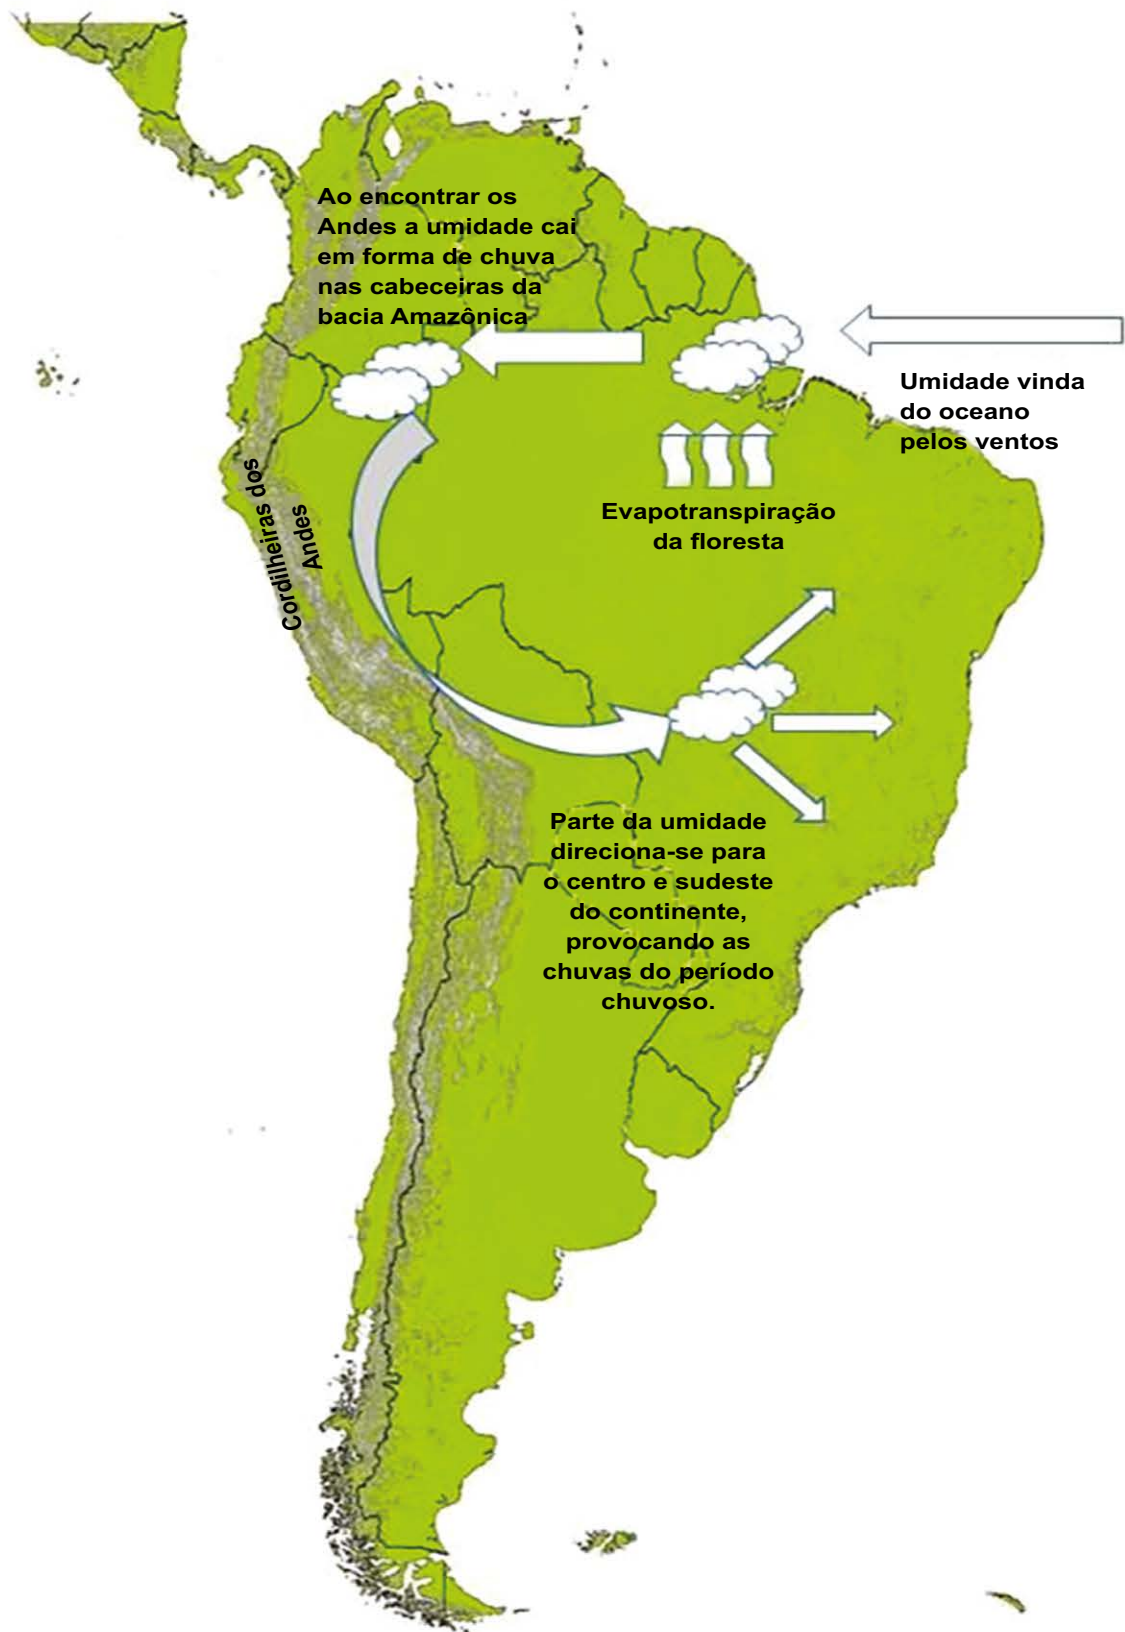 Ao encontrar os
Andes a umidade cai
em forma de chuva
nas cabeceiras da
bacia Amazônica
Umidade vinda
do oceano
pelos ventos
Evapotranspiração
da floresta
Cordilheiras dos
Andes
Parte da umidade
direciona-se para
o centro e sudeste
do continente,
provocando as
chuvas do período
chuvoso.